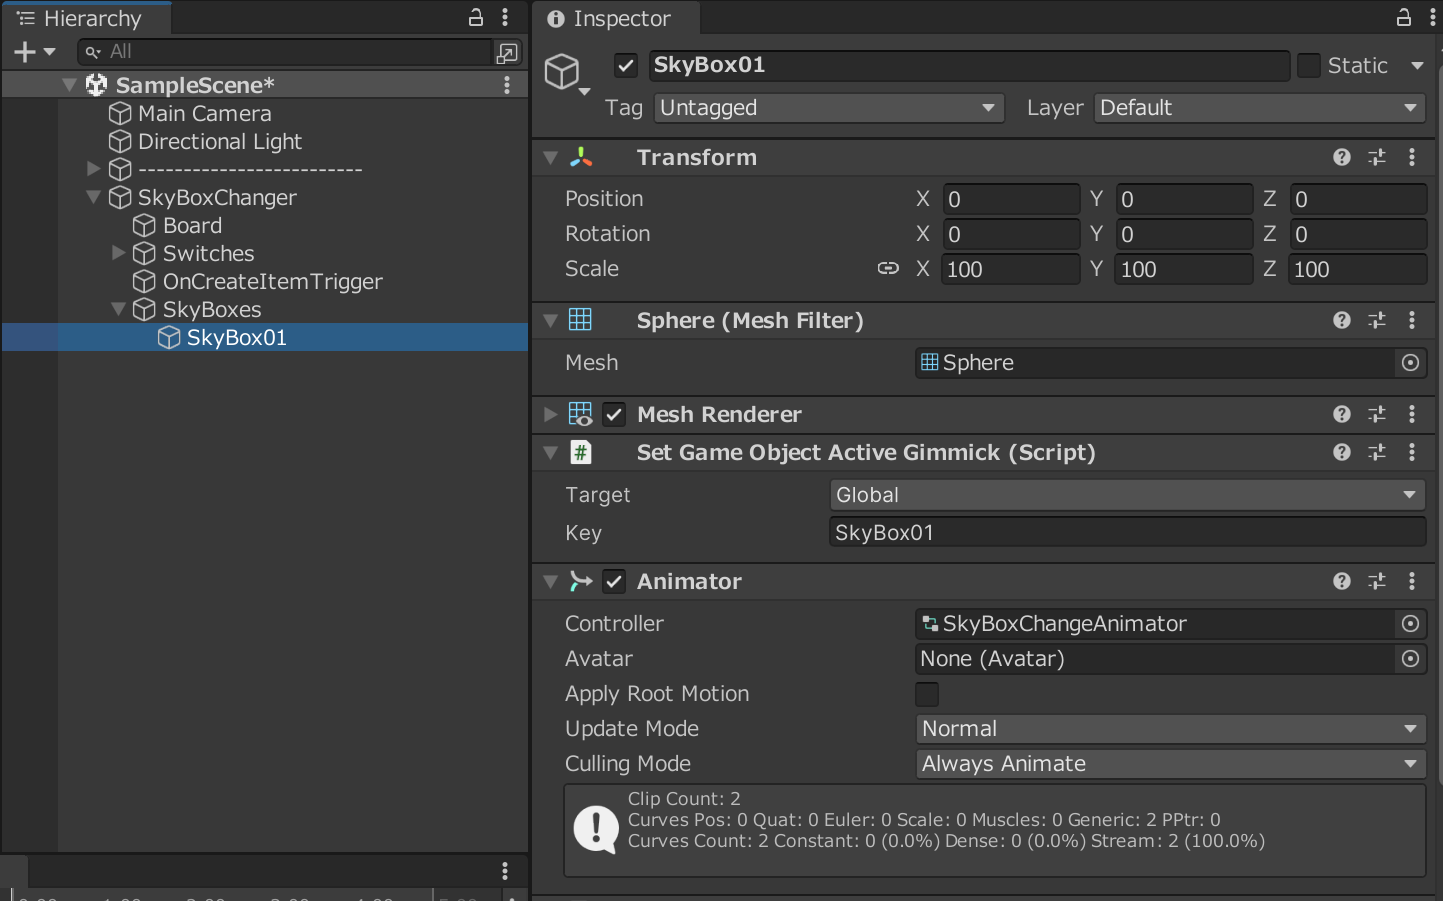 Hierarchy
All
SampleScene*
Main Camera
Directional Light
-------------------------
SkyBoxChanger
Board
Switches
OnCreateItemTrigger
SkyBoxes
SkyBox01
Inspector
SkyBox01
Static
Tag Untagged Layer Default
Transform
Position X 0 Y 0 Z 0
Rotation X 0 Y 0 Z 0
Scale X 100 Y 100 Z 100
Sphere (Mesh Filter)
Mesh Sphere
Mesh Renderer
# Set Game Object Active Gimmick (Script)
Target Global
Key SkyBox01
Animator
Controller SkyBoxChangeAnimator
Avatar None (Avatar)
Apply Root Motion
Update Mode Normal
Culling Mode Always Animate
Clip Count: 2
Curves Pos: 0 Quat: 0 Euler: 0 Scale: 0 Muscles: 0 Generic: 2 PPtr: 0
Curves Count: 2 Constant: 0 (0.0%) Dense: 0 (0.0%) Stream: 2 (100.0%)